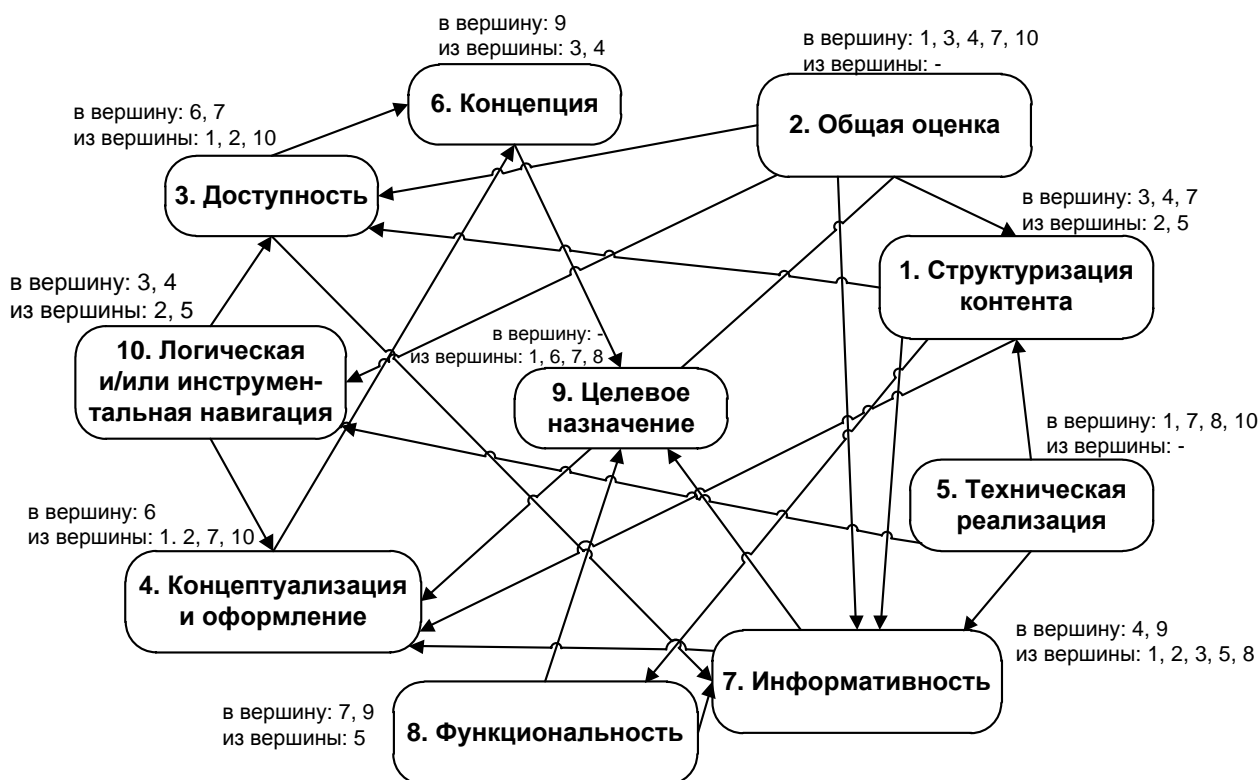 в вершину: 9
из вершины: 3, 4
6. Концепция
в вершину: 1, 3, 4, 7, 10
из вершины: -
2. Общая оценка
в вершину: 6, 7
из вершины: 1, 2, 10
3. Доступность
в вершину: 3, 4, 7
из вершины: 2, 5
1. Структуризация
контента
в вершину: 3, 4
из вершины: 2, 5
10. Логическая
и/или инструмен-
тальная навигация
в вершину: -
из вершины: 1, 6, 7, 8
9. Целевое
назначение
в вершину: 1, 7, 8, 10
из вершины: -
5. Техническая
реализация
в вершину: 6
из вершины: 1. 2, 7, 10
4. Концептуализация
и оформление
в вершину: 4, 9
из вершины: 1, 2, 3, 5, 8
7. Информативность
в вершину: 7, 9
из вершины: 5
8. Функциональность